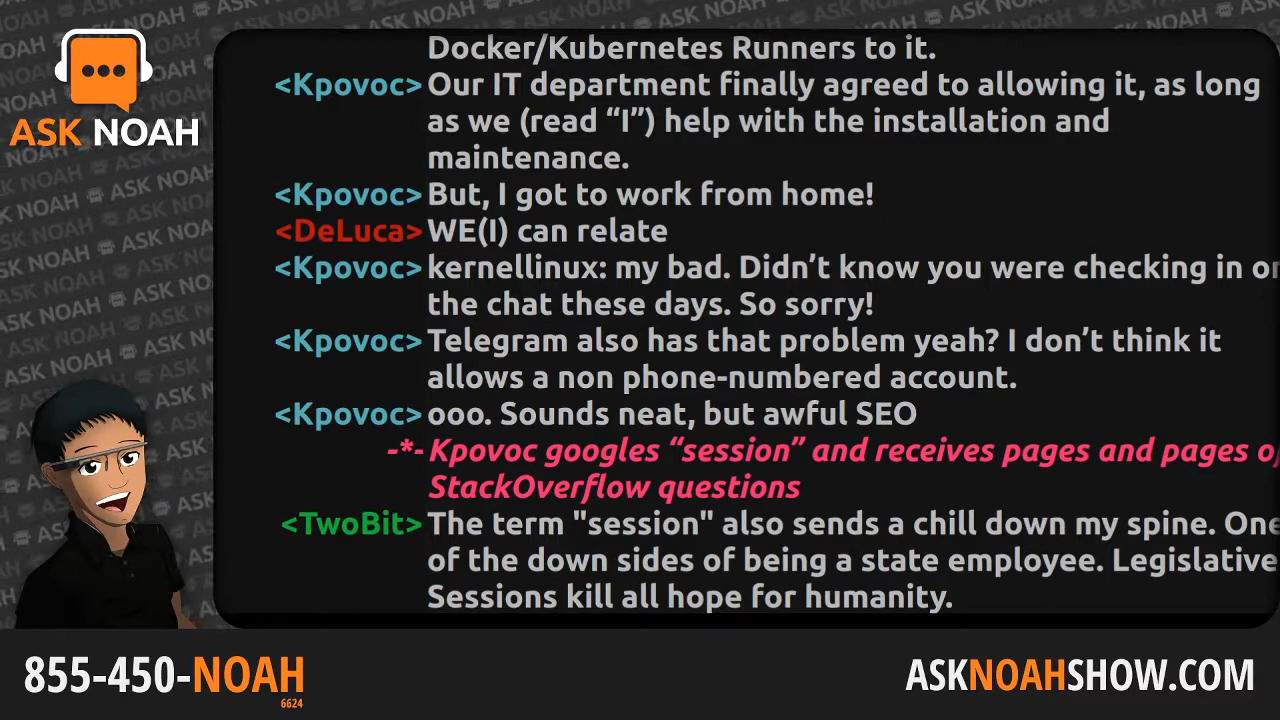 ASK NOAH
Docker/Kubernetes Runners to it.
<Kpovoc> Our IT department finally agreed to allowing it, as long
as we (read “I”) help with the installation and
maintenance.
<Kpovoc> But, I got to work from home!
<DeLuca> WE(I) can relate
<Kpovoc> kernellinux: my bad. Didn’t know you were checking in on
the chat these days. So sorry!
<Kpovoc> Telegram also has that problem yeah? I don’t think it
allows a non phone-numbered account.
<Kpovoc> ooo. Sounds neat, but awful SEO
-*- Kpovoc googles “session” and receives pages and pages of
StackOverflow questions
<TwoBit> The term "session" also sends a chill down my spine. One
of the down sides of being a state employee. Legislative
Sessions kill all hope for humanity.
855-450-NOAH
6624
ASKNOAHSHOW.COM